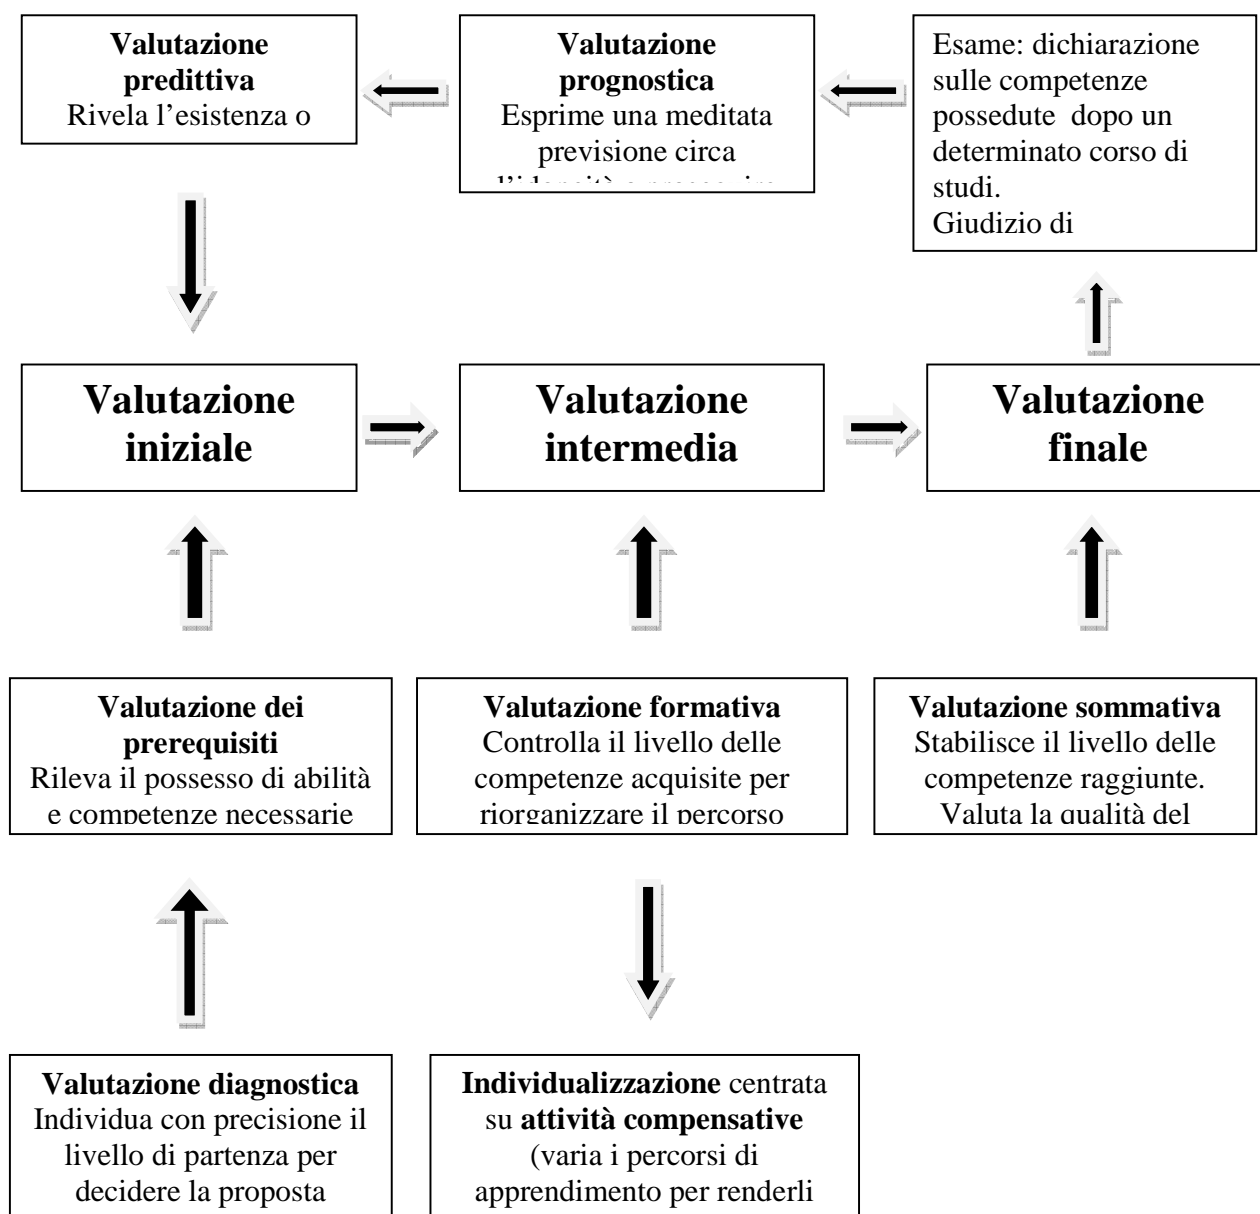 Valutazione
predittiva
Rivela l’esistenza o
Valutazione
prognostica
Esprime una meditata
previsione circa
Esame: dichiarazione
sulle competenze
possedute dopo un
determinato corso di
studi.
Giudizio di
Valutazione
iniziale
Valutazione
intermedia
Valutazione
finale
Valutazione dei
prerequisiti
Rileva il possesso di abilità
e competenze necessarie
Valutazione formativa
Controlla il livello delle
competenze acquisite per
riorganizzare il percorso
Valutazione sommativa
Stabilisce il livello delle
competenze raggiunte.
Valuta la qualità del
Valutazione diagnostica
Individua con precisione il
livello di partenza per
decidere la proposta
Individualizzazione centrata
su attività compensative
(varia i percorsi di
apprendimento per renderli